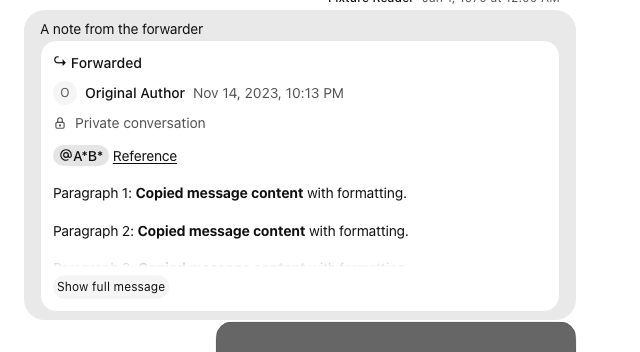 A note from the forwarder
Forwarded
O Original Author Nov 14, 2023, 10:13 PM
Private conversation
@A*B* Reference
Paragraph 1: Copied message content with formatting.
Paragraph 2: Copied message content with formatting.
Show full message